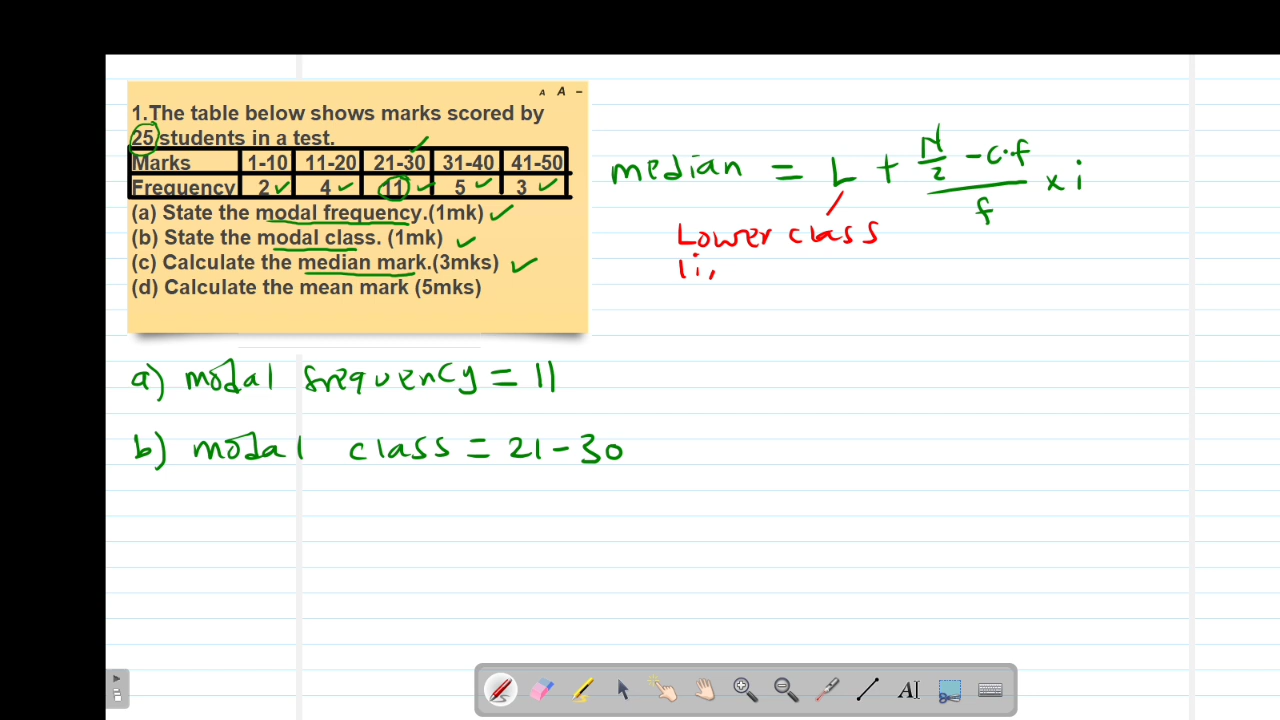 A A −
1.The table below shows marks scored by
25 students in a test.
Marks 1-10 11-20 21-30 31-40 41-50
Frequency 2 4 11 5 3
(a) State the modal frequency.(1mk)
(b) State the modal class. (1mk)
(c) Calculate the median mark.(3mks)
(d) Calculate the mean mark (5mks)
median = L + N/2 - c.f / f x i
Lower class
li,
a) modal frequency = 11
b) modal class = 21-30
AI